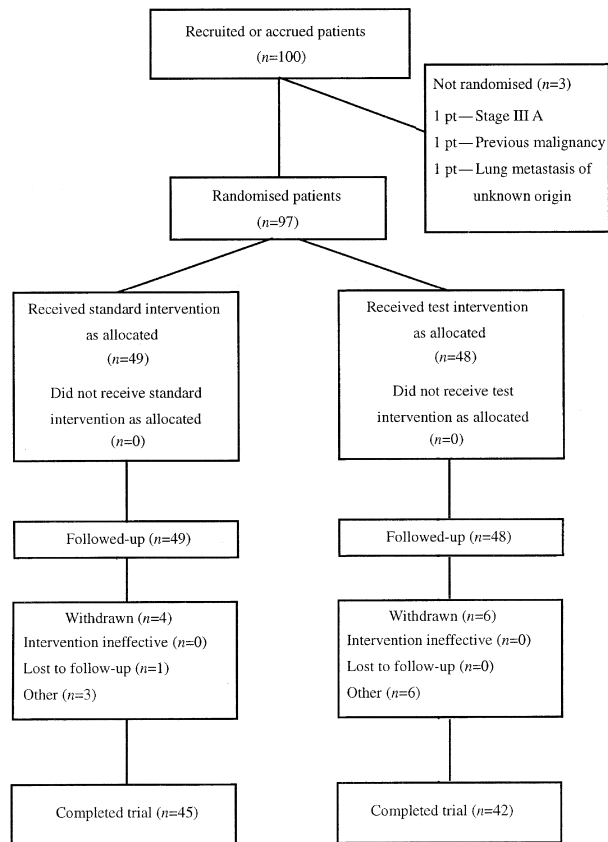 Recruited or accrued patients
(n=100)
Not randomised (n=3)
1 pt—Stage III A
1 pt—Previous malignancy
1 pt—Lung metastasis of
unknown origin
Randomised patients
(n=97)
Received standard intervention
as allocated
(n=49)
Did not receive standard
intervention as allocated
(n=0)
Received test intervention
as allocated
(n=48)
Did not receive test
intervention as allocated
(n=0)
Followed-up (n=49)
Followed-up (n=48)
Withdrawn (n=4)
Intervention ineffective (n=0)
Lost to follow-up (n=1)
Other (n=3)
Withdrawn (n=6)
Intervention ineffective (n=0)
Lost to follow-up (n=0)
Other (n=6)
Completed trial (n=45)
Completed trial (n=42)